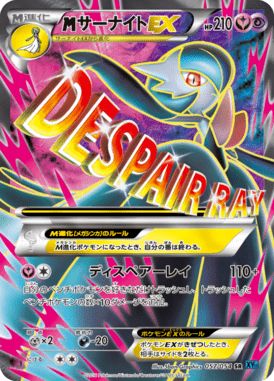 M進化
MサーナイトEX
HP210
サーナイトEXから進化
DESPAIR RAY
M進化(メガシンカ)のルール
M進化ポケモンになったとき、自分の番は終わる。
ディスペアーレイ 110+
自分のベンチポケモンを好きなだけトラッシュし、トラッシュした
ポケモンの数×10ダメージを追加。
×2
-20
ポケモンEXのルール
ポケモンEXがきぜつしたとき、
相手はサイドを2枚とる。
057/054 SR